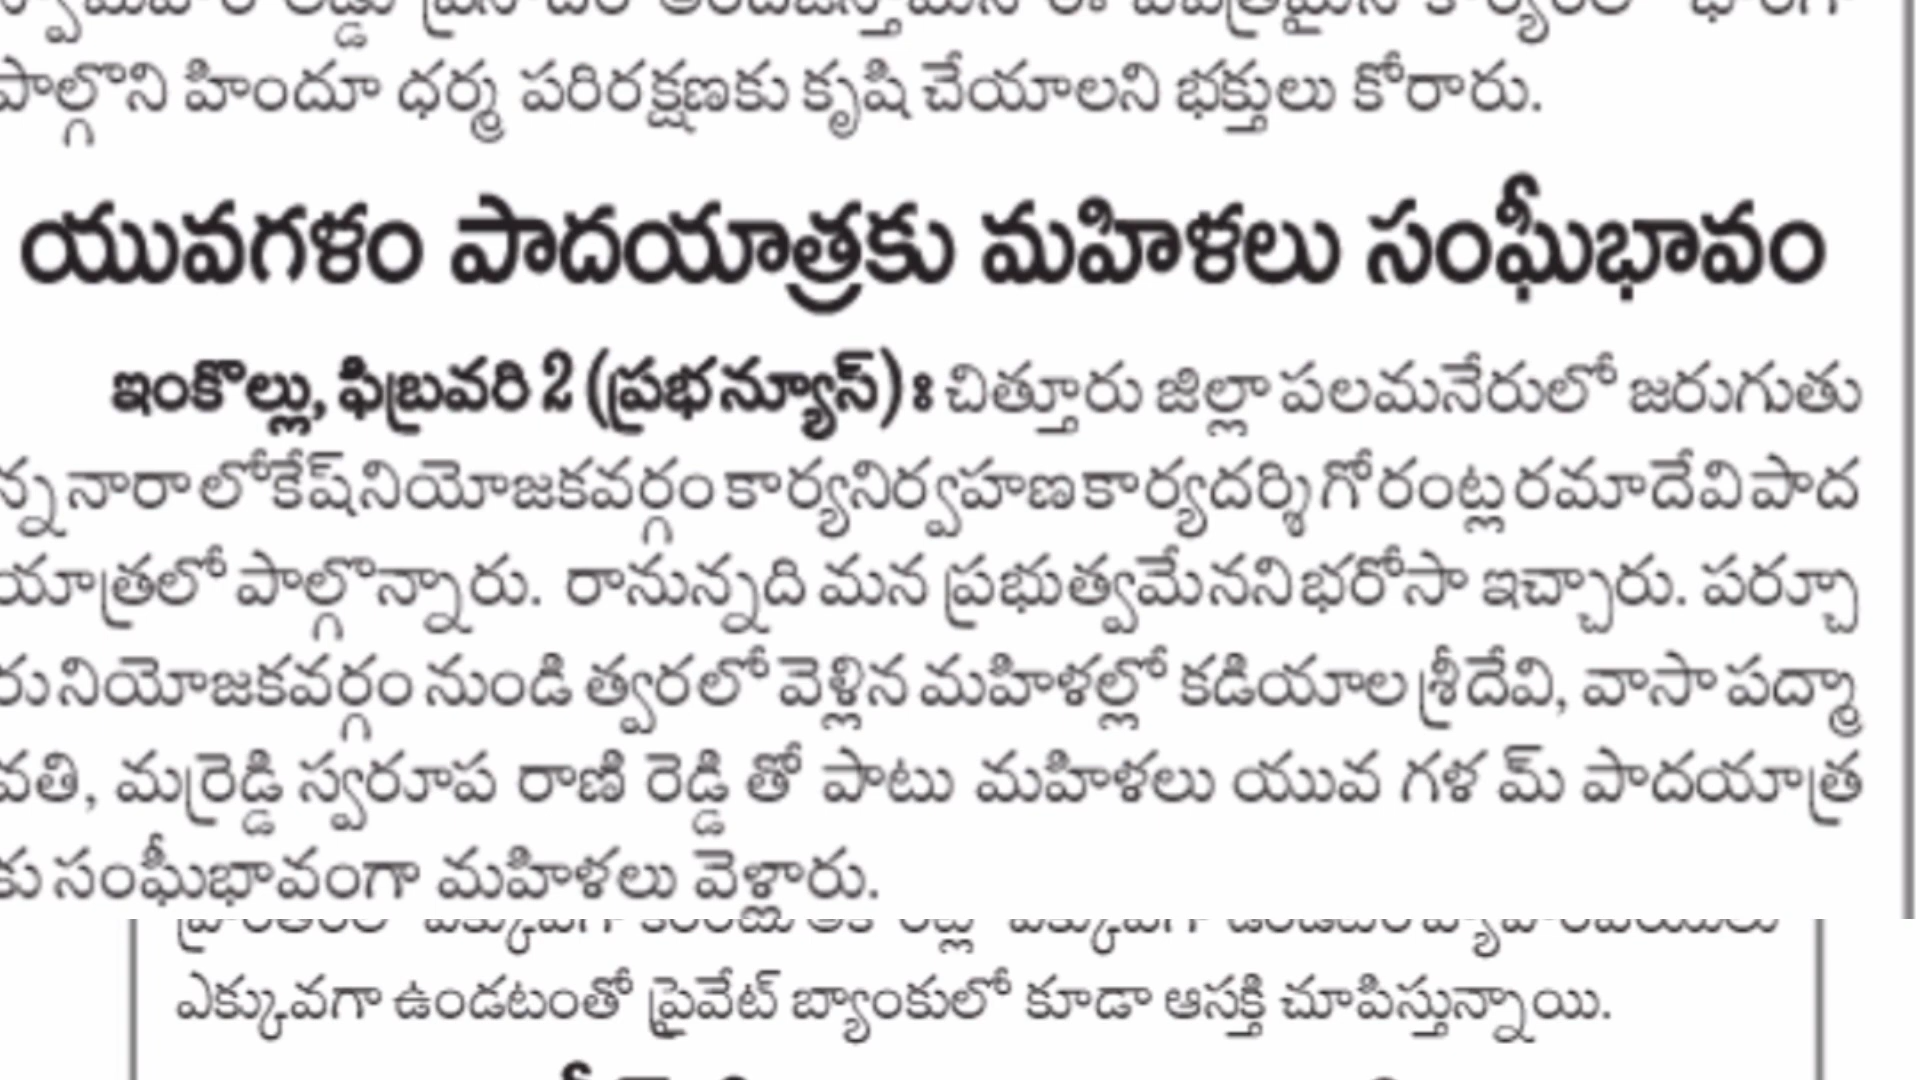 పాల్గొని హిందూ ధర్మ పరిరక్షణకు కృషి చేయాలని భక్తులు కోరారు.
యువగళం పాదయాత్రకు మహిళలు సంఘీభావం
ఇంకొల్లు, ఫిబ్రవరి 2 (ప్రభన్యూస్) : చిత్తూరు జిల్లా పలమనేరులో జరుగుతు
న్న నారా లోకేష్ నియోజకవర్గం కార్యనిర్వహణ కార్యదర్శి గోరంట్ల రమాదేవి పాద
యాత్రలో పాల్గొన్నారు. రానున్నది మన ప్రభుత్వమేనని భరోసా ఇచ్చారు. పర్చూ
రు నియోజకవర్గం నుండి త్వరలో వెళ్లిన మహిళల్లో కడియాల శ్రీదేవి, వాసా పద్మా
వతి, మర్రెడ్డి స్వరూప రాణి రెడ్డి తో పాటు మహిళలు యువ గళ మ్ పాదయాత్ర
కు సంఘీభావంగా మహిళలు వెళ్లారు.
ఎక్కువగా ఉండటంతో ప్రైవేట్ బ్యాంకులో కూడా ఆసక్తి చూపిస్తున్నాయి.